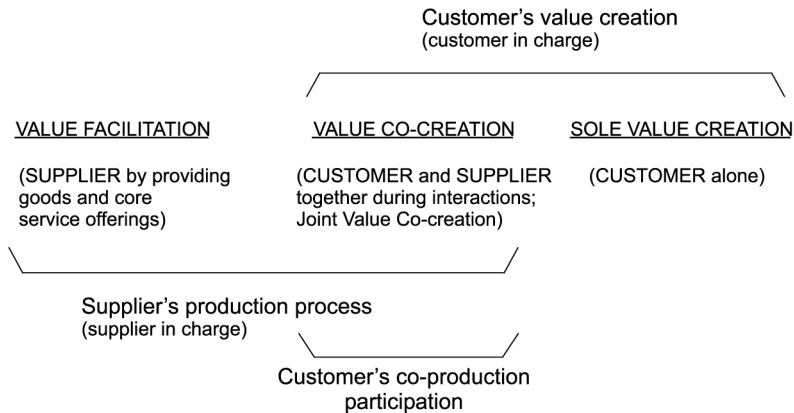 Customer’s value creation
(customer in charge)
VALUE FACILITATION
VALUE CO-CREATION
SOLE VALUE CREATION
(SUPPLIER by providing
goods and core
service offerings)
(CUSTOMER and SUPPLIER
together during interactions;
Joint Value Co-creation)
(CUSTOMER alone)
Supplier’s production process
(supplier in charge)
Customer’s co-production
participation